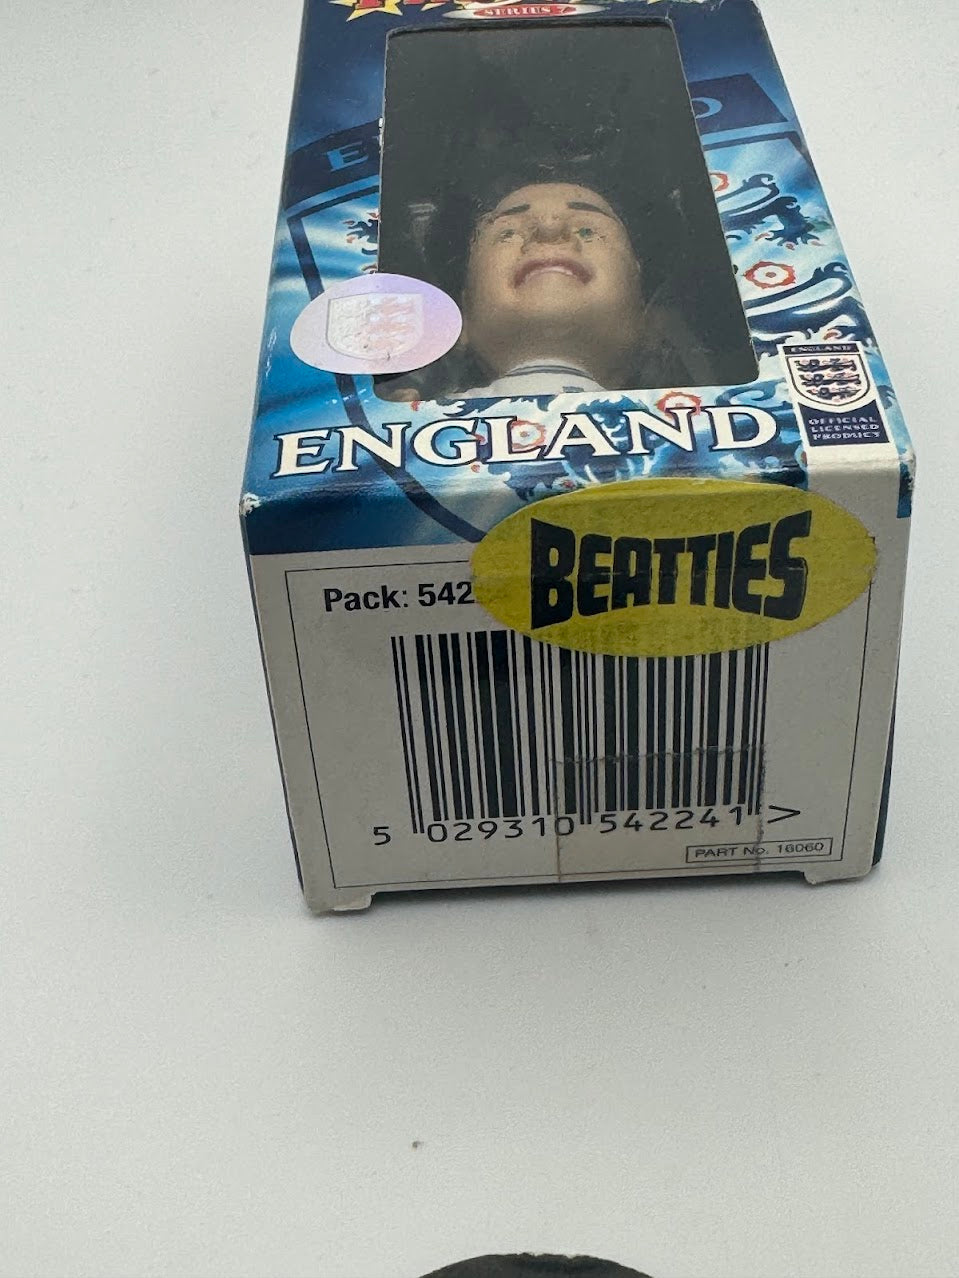 SERIES 7
ENGLAND
ENGLAND
OFFICIAL
LICENSED
PRODUCT
BEATTIES
Pack: 542
5 029310 542241 >
PART No. 16060